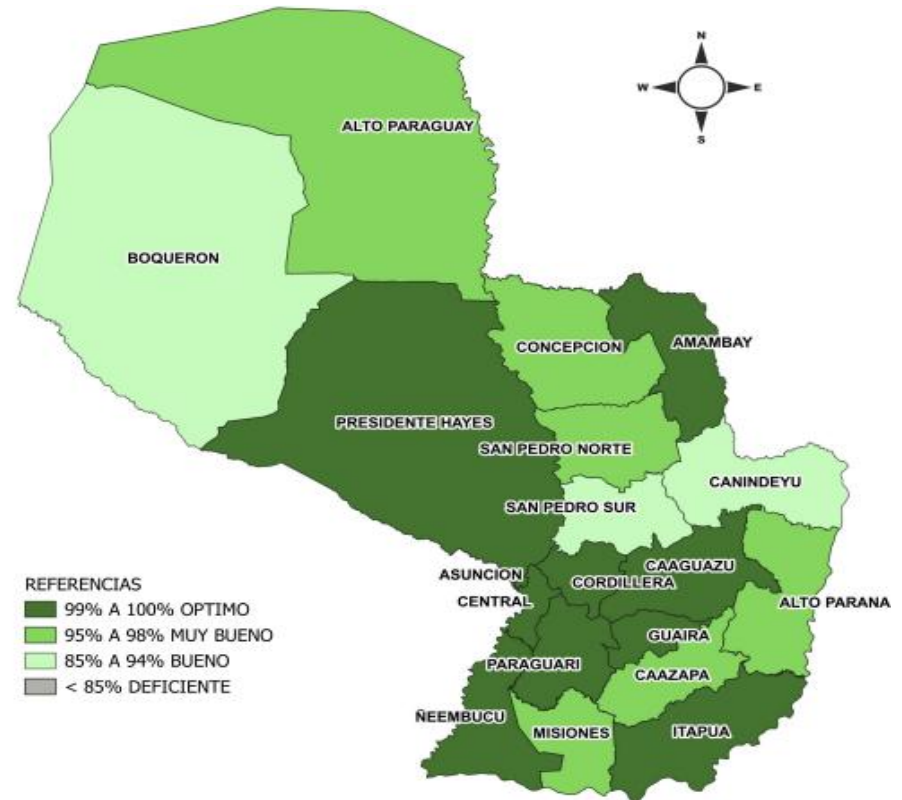 N
W E
S
ALTO PARAGUAY
BOQUERON
CONCEPCION
AMAMBAY
PRESIDENTE HAYES
SAN PEDRO NORTE
CANINDEYU
SAN PEDRO SUR
CAAGUAZU
ASUNCION
CORDILLERA
CENTRAL
ALTO PARANA
GUAIRÁ
PARAGUARI
CAAZAPA
ÑEEMBUCU
MISIONES
ITAPUA
REFERENCIAS
99% A 100% OPTIMO
95% A 98% MUY BUENO
85% A 94% BUENO
< 85% DEFICIENTE